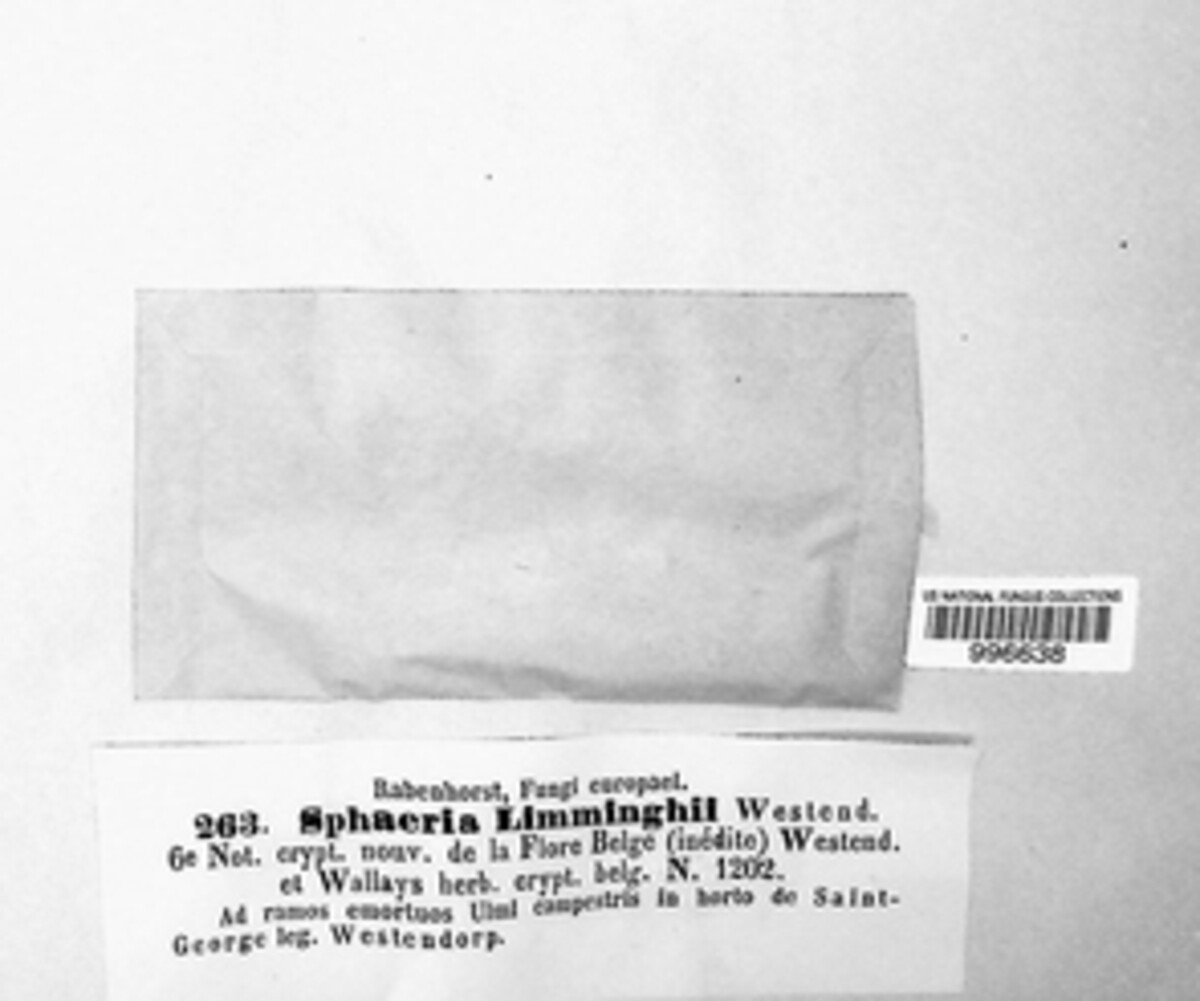 US NATIONAL FUNGUS COLLECTIONS
996638
Rabenhorst, Fungi europaei.
263. Sphaeria Limminghii Westend.
6e Not. crypt. nouv. de la Flore Belge (inédite) Westend.
et Wallays herb. crypt. belg. N. 1202.
Ad ramos emortuos Ulmi campestris in horto de Saint-
George leg. Westendorp.